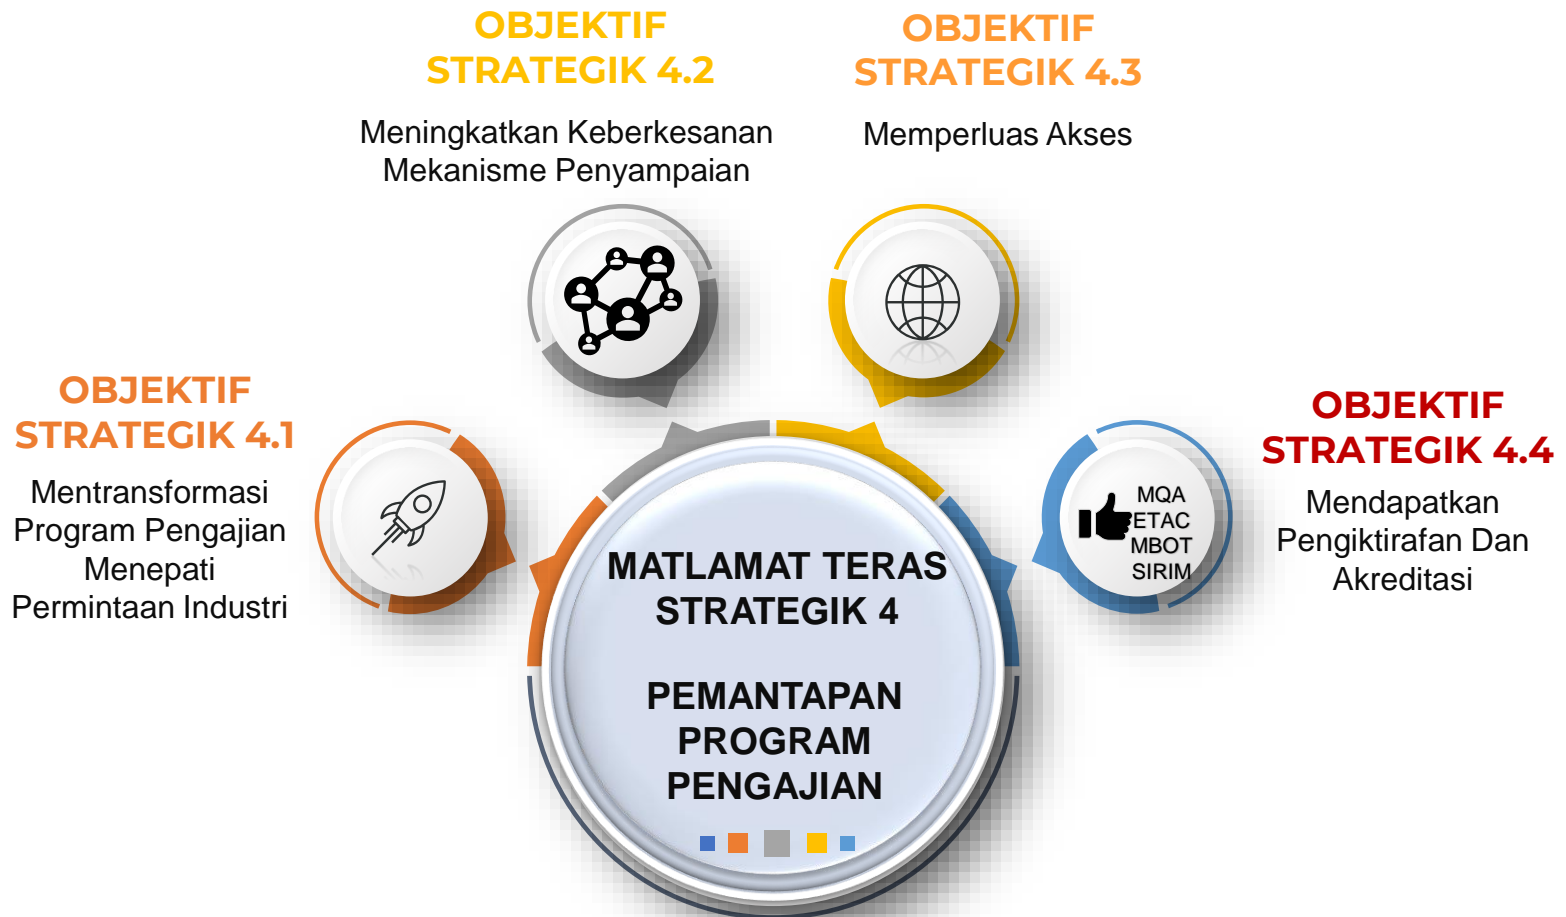 OBJEKTIF
STRATEGIK 4.2
Meningkatkan Keberkesanan
Mekanisme Penyampaian
OBJEKTIF
STRATEGIK 4.3
Memperluas Akses
OBJEKTIF
STRATEGIK 4.1
Mentransformasi
Program Pengajian
Menepati
Permintaan Industri
OBJEKTIF
STRATEGIK 4.4
Mendapatkan
Pengiktirafan Dan
Akreditasi
MQA
ETAC
MBOT
SIRIM
MATLAMAT TERAS
STRATEGIK 4
PEMANTAPAN
PROGRAM
PENGAJIAN